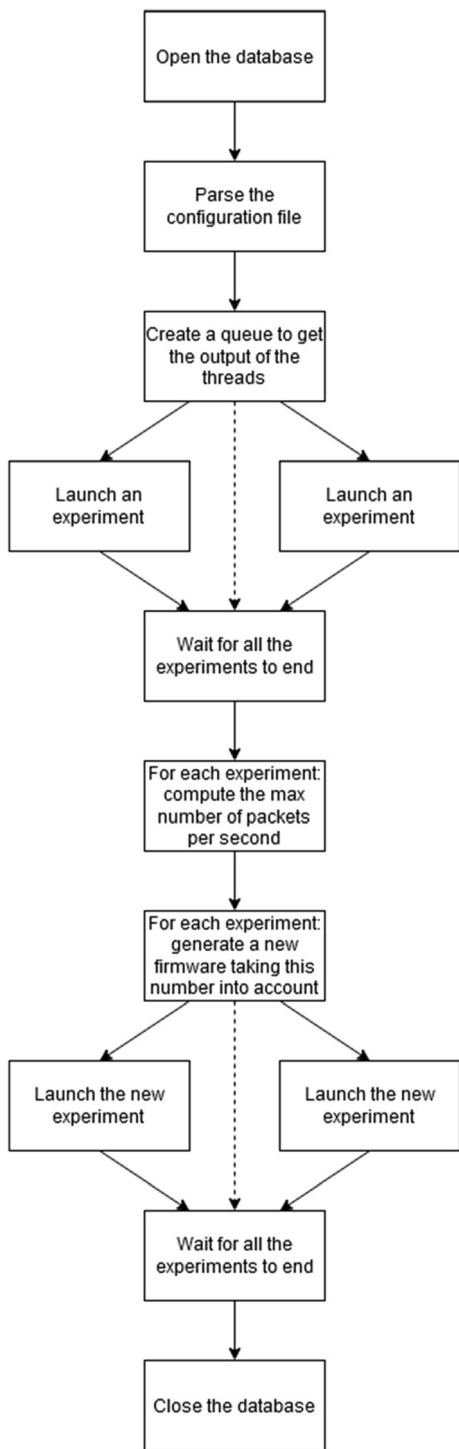 Open the database
Parse the
configuration file
Create a queue to get
the output of the
threads
Launch an
experiment
Launch an
experiment
Wait for all the
experiments to end
For each experiment:
compute the max
number of packets
per second
For each experiment:
generate a new
firmware taking this
number into account
Launch the new
experiment
Launch the new
experiment
Wait for all the
experiments to end
Close the database